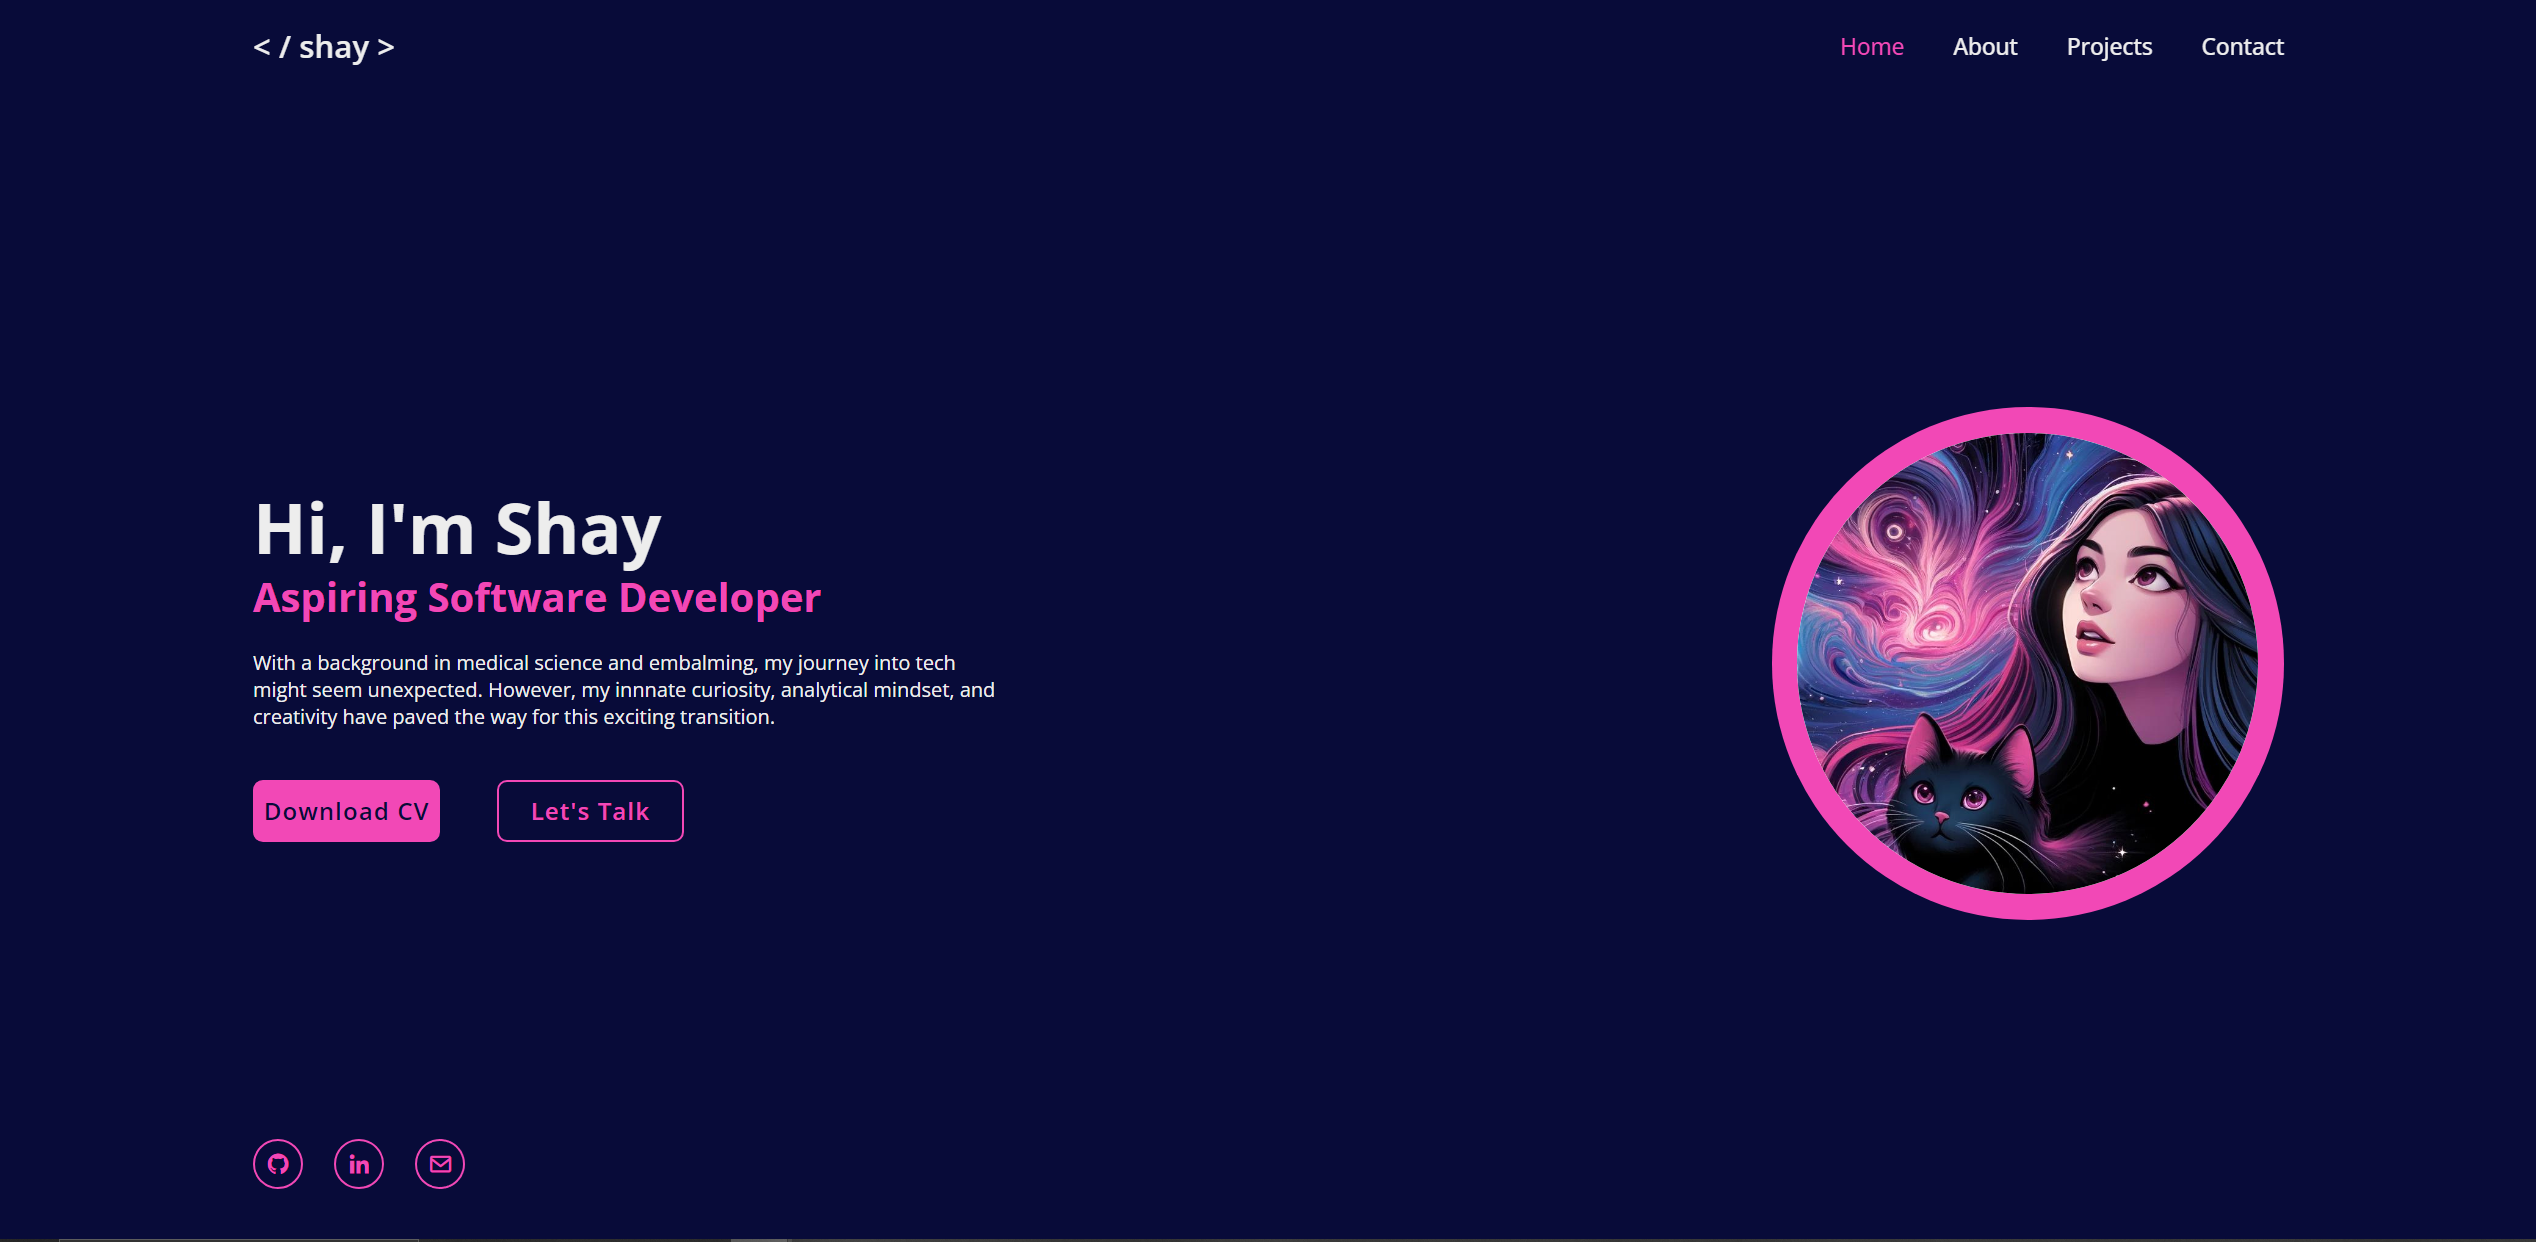 < / shay >
Home About Projects Contact
Hi, I'm Shay
Aspiring Software Developer
With a background in medical science and embalming, my journey into tech
might seem unexpected. However, my innnate curiosity, analytical mindset, and
creativity have paved the way for this exciting transition.
Download CV
Let's Talk
in